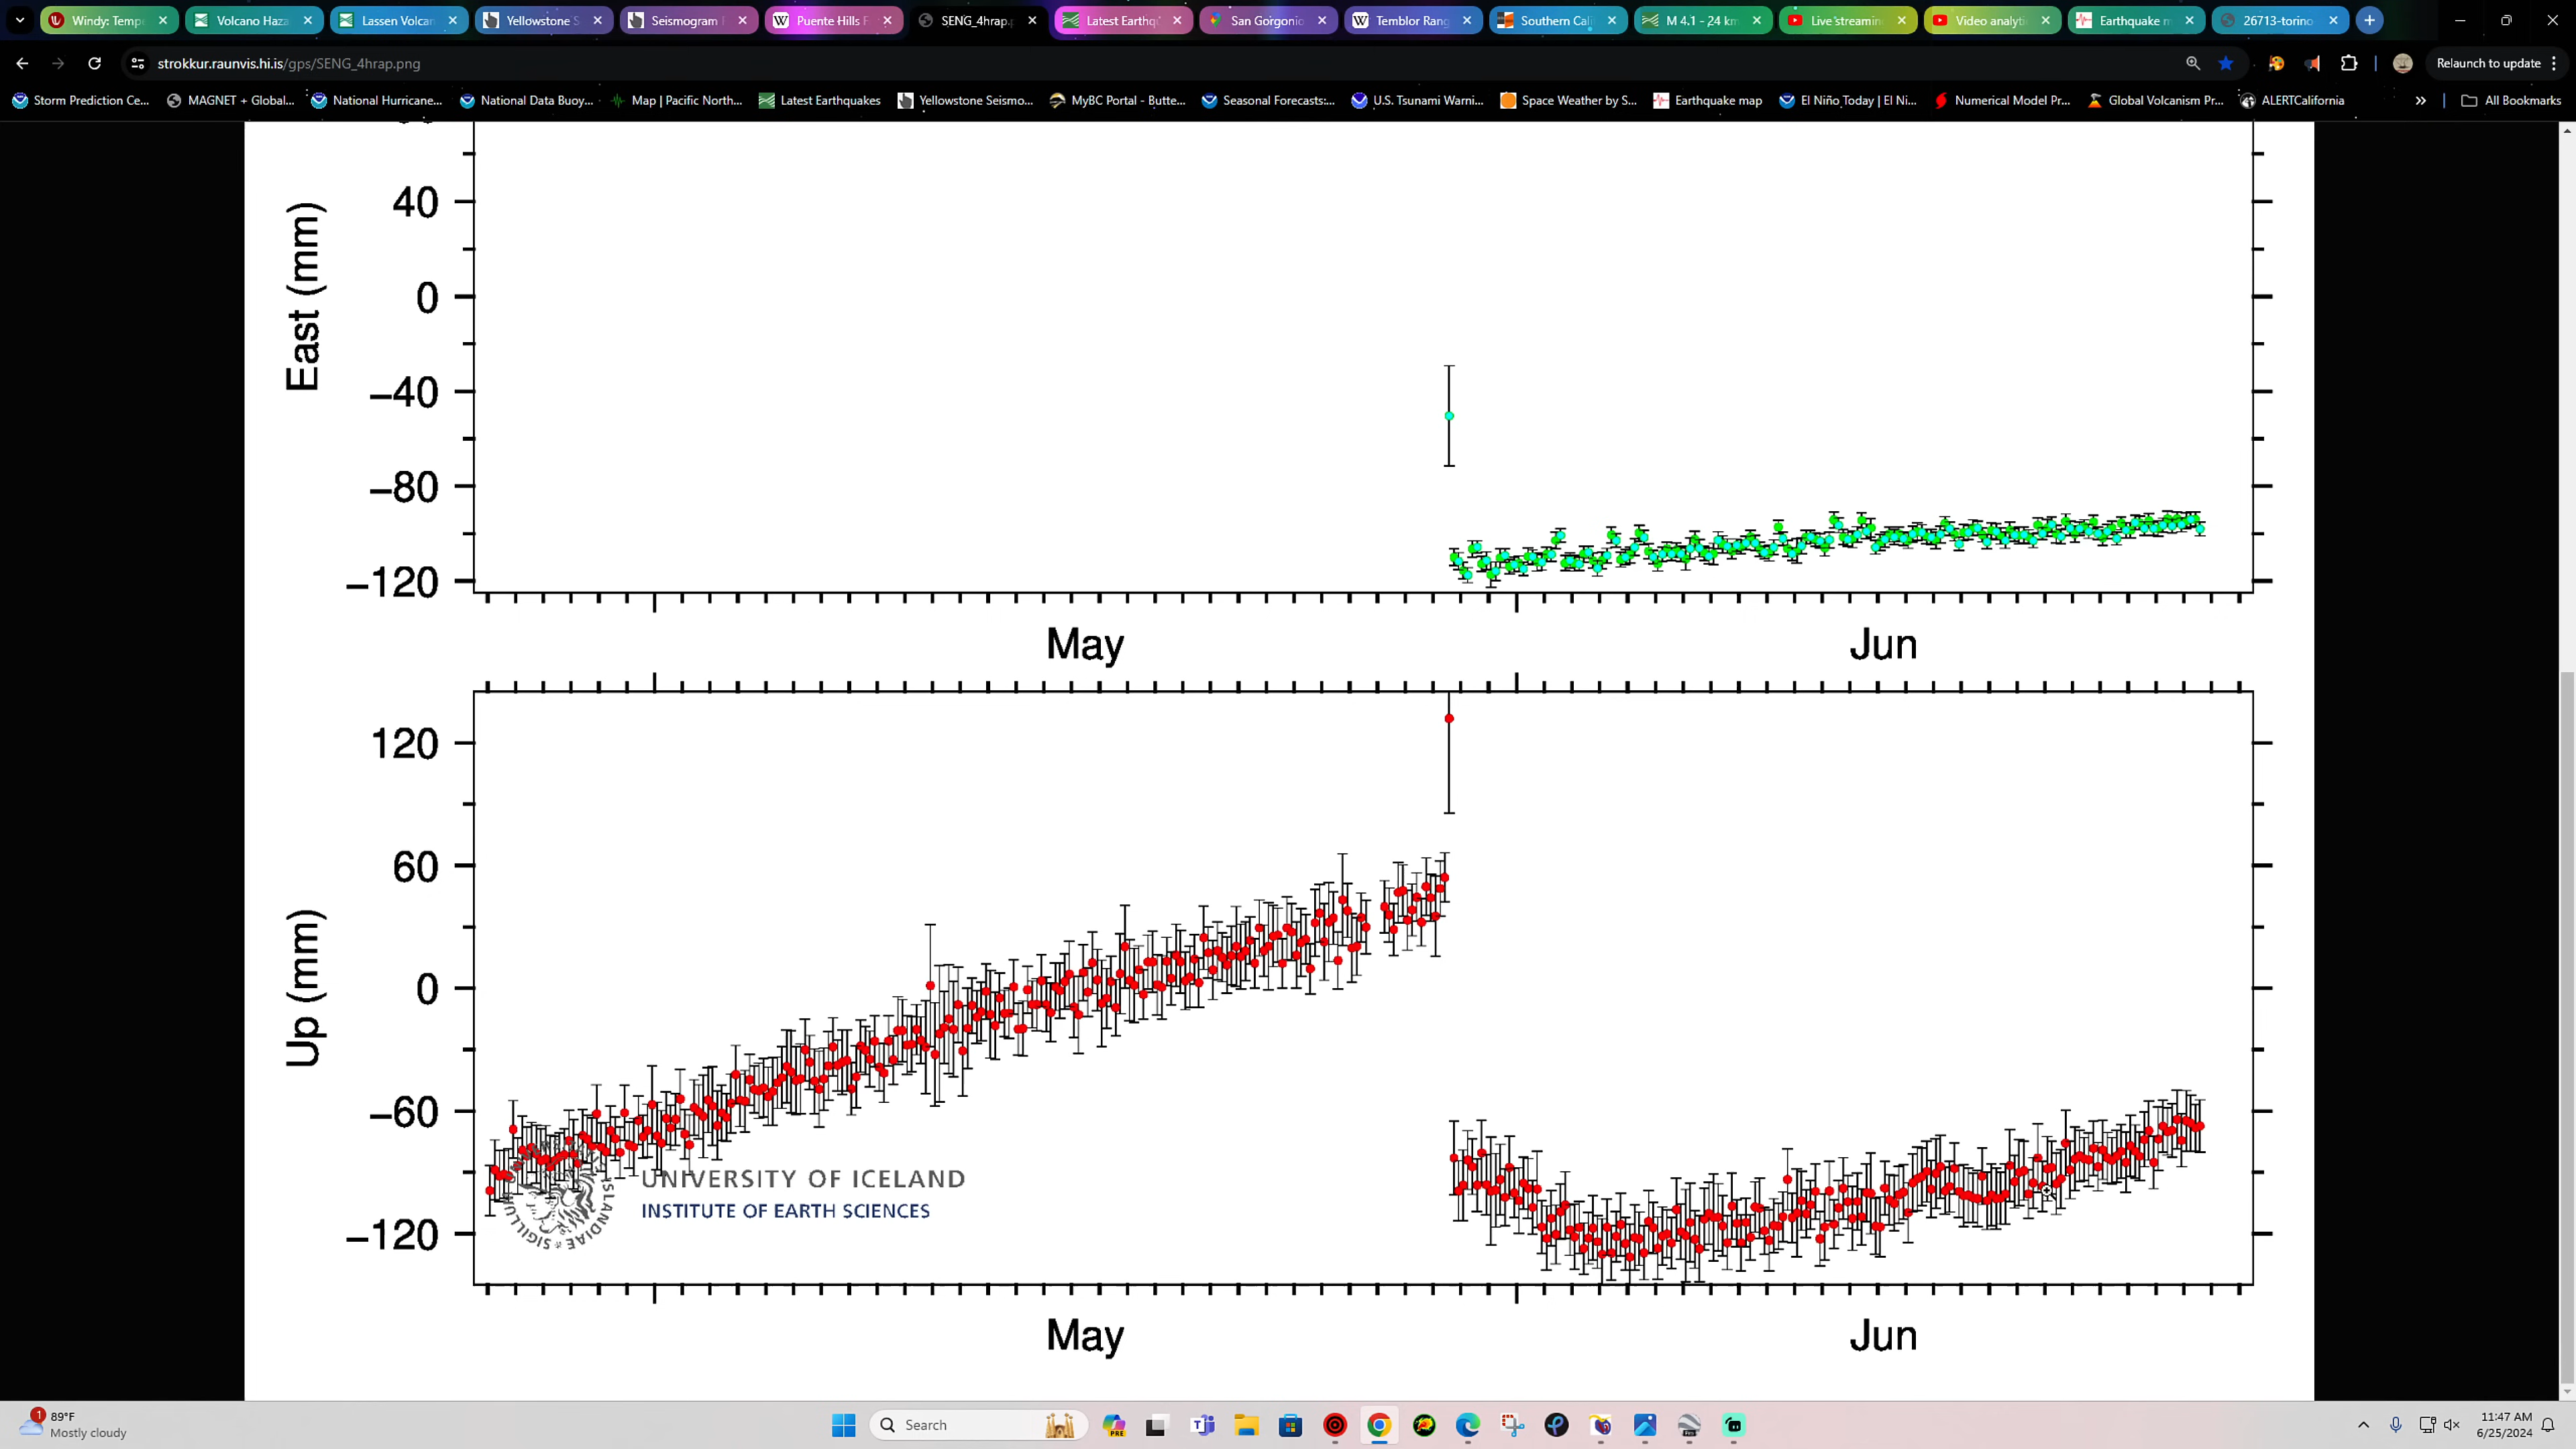 Windy: Tempe
Volcano Haza
Lassen Volcan
Yellowstone S
Seismogram
Puente Hills F
SENG_4hrap.p
Latest Earthq
San Gorgonio
Temblor Rang
Southern Cali
M 4.1 - 24 km
Live streamin
Video analyti
Earthquake m
26713-torino
strokkur.raunvis.hi.is/gps/SENG_4hrap.png
Relaunch to update
Storm Prediction Ce...
MAGNET + Global...
National Hurricane...
National Data Buoy...
Map | Pacific North...
Latest Earthquakes
Yellowstone Seismo...
MyBC Portal - Butte...
Seasonal Forecasts:...
U.S. Tsunami Warni...
Space Weather by S...
Earthquake map
El Niño Today | El Ni...
Numerical Model Pr...
Global Volcanism Pr...
ALERTCalifornia
All Bookmarks
East (mm)
40
0
−40
−80
−120
May
Jun
Up (mm)
120
60
0
−60
−120
UNIVERSITY OF ICELAND
INSTITUTE OF EARTH SCIENCES
May
Jun
1
89°F
Mostly cloudy
Search
PRE
11:47 AM
6/25/2024